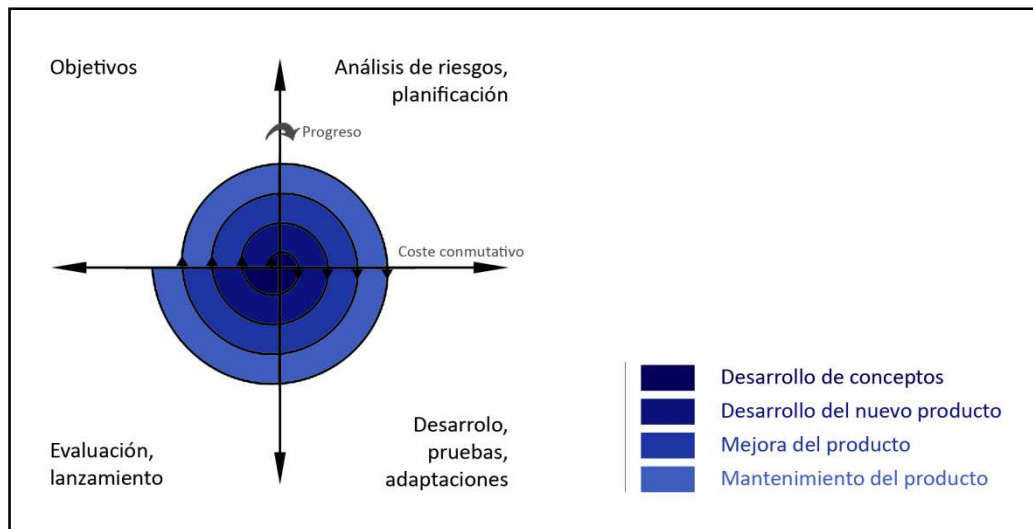 Objetivos
Análisis de riesgos,
planificación
Progreso
Coste conmutativo
Evaluación,
lanzamiento
Desarrolo,
pruebas,
adaptaciones
Desarrollo de conceptos
Desarrollo del nuevo producto
Mejora del producto
Mantenimiento del producto